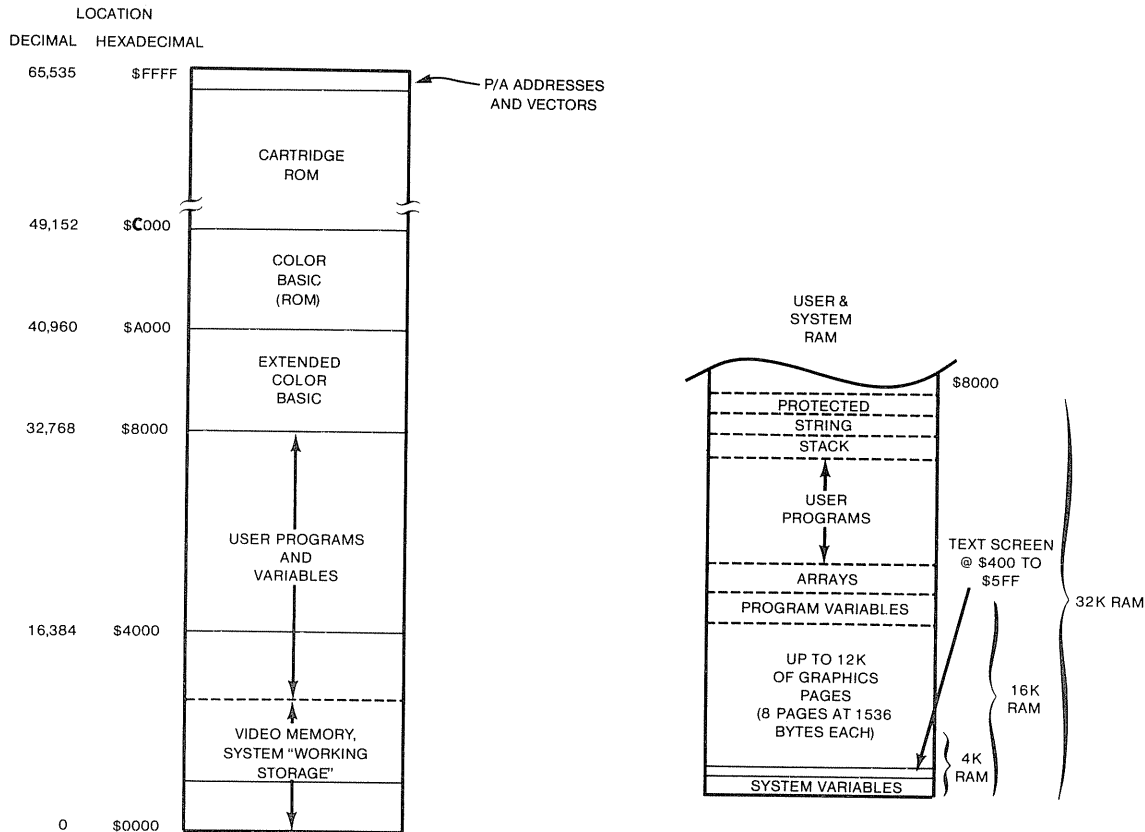 LOCATION
DECIMAL HEXADECIMAL
65,535 $FFFF
P/A ADDRESSES
AND VECTORS
CARTRIDGE
ROM
49,152 $C000
COLOR
BASIC
(ROM)
40,960 $A000
EXTENDED
COLOR
BASIC
32,768 $8000
USER PROGRAMS
AND
VARIABLES
16,384 $4000
VIDEO MEMORY,
SYSTEM "WORKING
STORAGE"
0 $0000
USER &
SYSTEM
RAM
$8000
PROTECTED
STRING
STACK
USER
PROGRAMS
TEXT SCREEN
@ $400 TO
$5FF
ARRAYS
PROGRAM VARIABLES
32K RAM
UP TO 12K
OF GRAPHICS
PAGES
(8 PAGES AT 1536
BYTES EACH)
16K
RAM
4K
RAM
SYSTEM VARIABLES